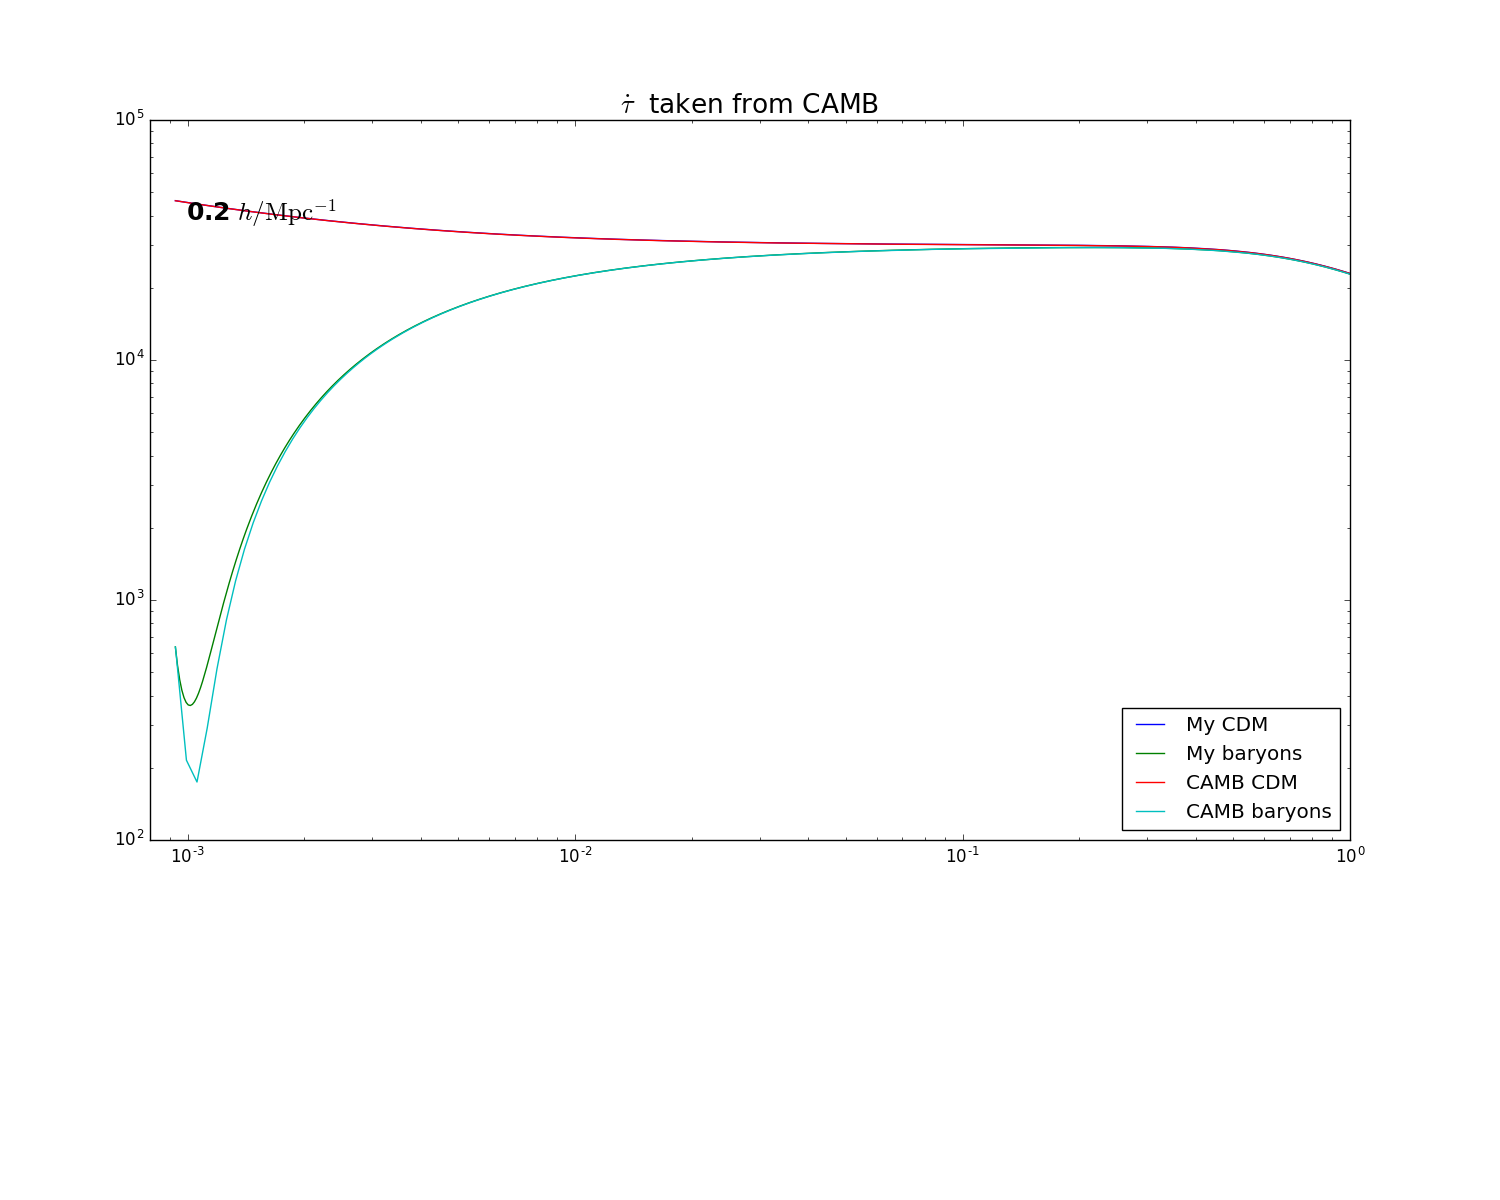 τ̇ taken from CAMB
10⁵
0.2 h/Mpc⁻¹
10⁴
10³
My CDM
My baryons
CAMB CDM
CAMB baryons
10²
10⁻³ 10⁻² 10⁻¹ 10⁰